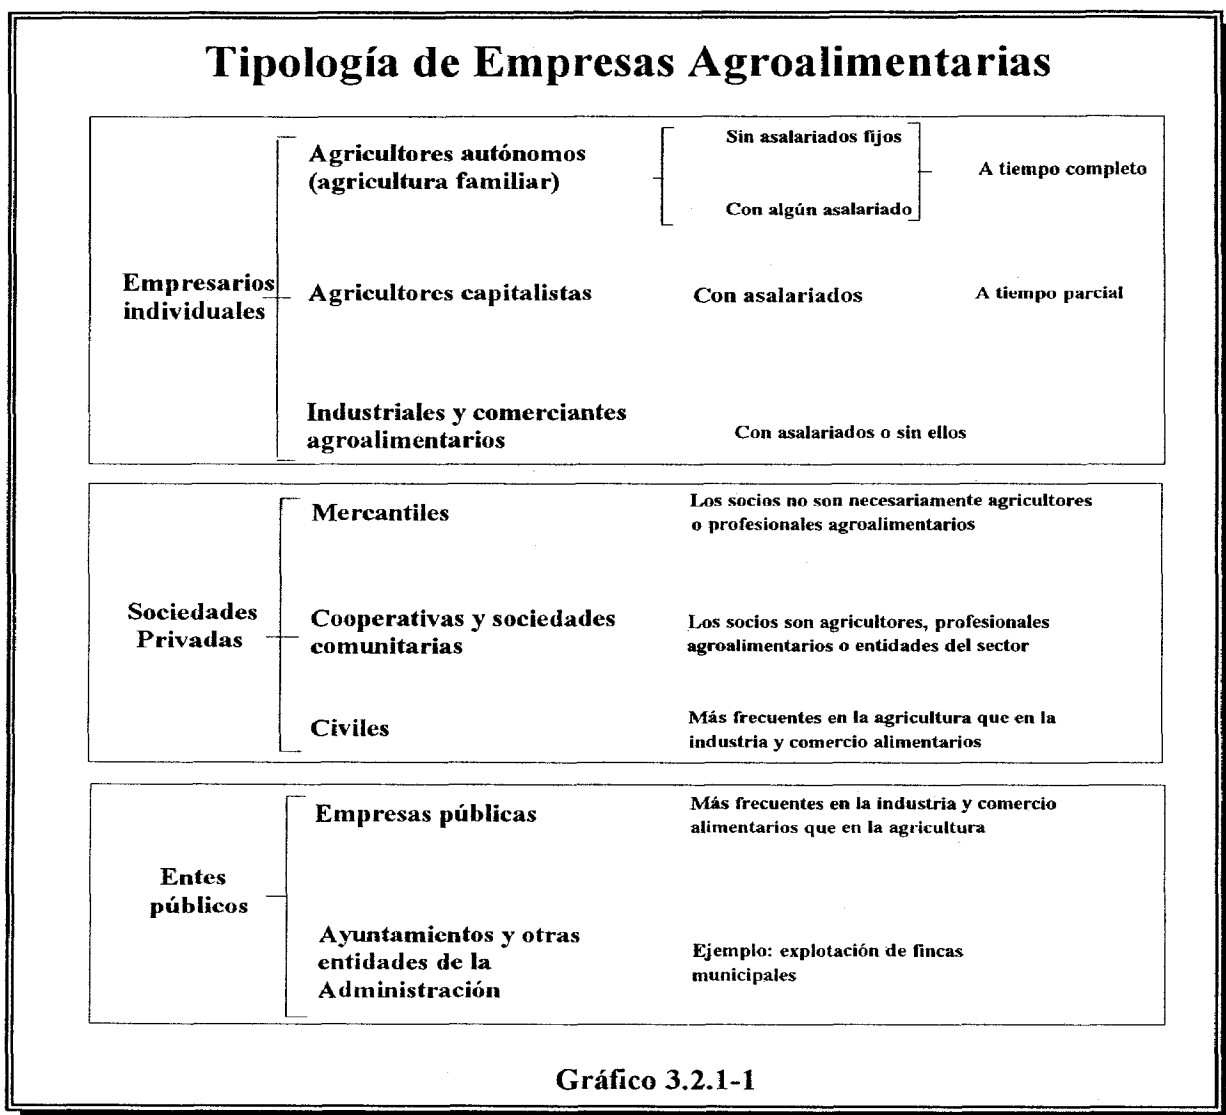 Tipología de Empresas Agroalimentarias
Empresarios
individuales
Agricultores autónomos
(agricultura familiar)
Sin asalariados fijos
Con algún asalariado
A tiempo completo
Agricultores capitalistas
Con asalariados
A tiempo parcial
Industriales y comerciantes
agroalimentarios
Con asalariados o sin ellos
Sociedades
Privadas
Mercantiles
Los socios no son necesariamente agricultores
o profesionales agroalimentarios
Cooperativas y sociedades
comunitarias
Los socios son agricultores, profesionales
agroalimentarios o entidades del sector
Civiles
Más frecuentes en la agricultura que en la
industria y comercio alimentarios
Entes
públicos
Empresas públicas
Más frecuentes en la industria y comercio
alimentarios que en la agricultura
Ayuntamientos y otras
entidades de la
Administración
Ejemplo: explotación de fincas
municipales
Gráfico 3.2.1-1